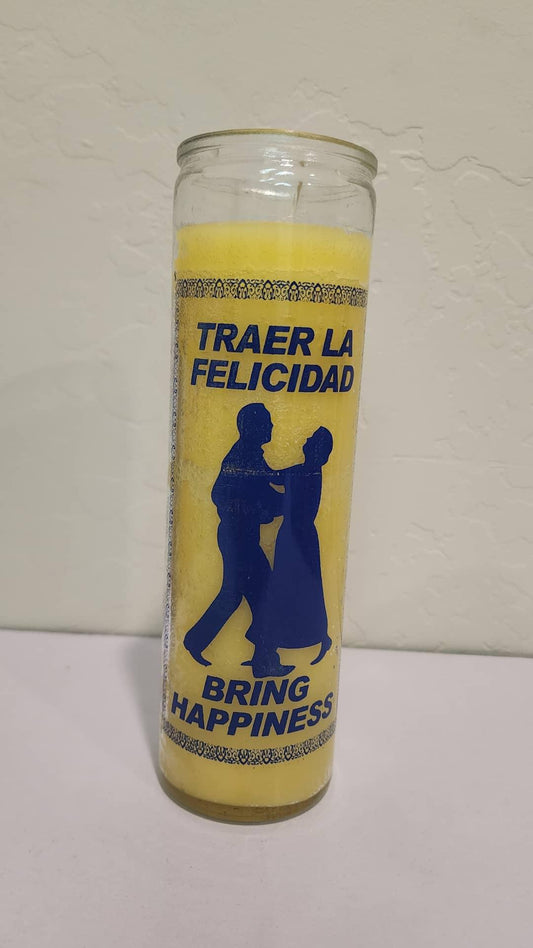 TRAER LA
FELICIDAD
BRING
HAPPINESS